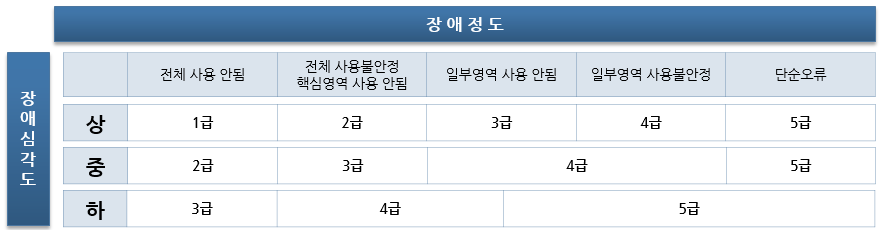 장애정도
장애심각도
전체 사용 안됨
전체 사용불안정
핵심영역 사용 안됨
일부영역 사용 안됨
일부영역 사용불안정
단순오류
상 1급 2급 3급 4급 5급
중 2급 3급 4급 5급
하 3급 4급 5급